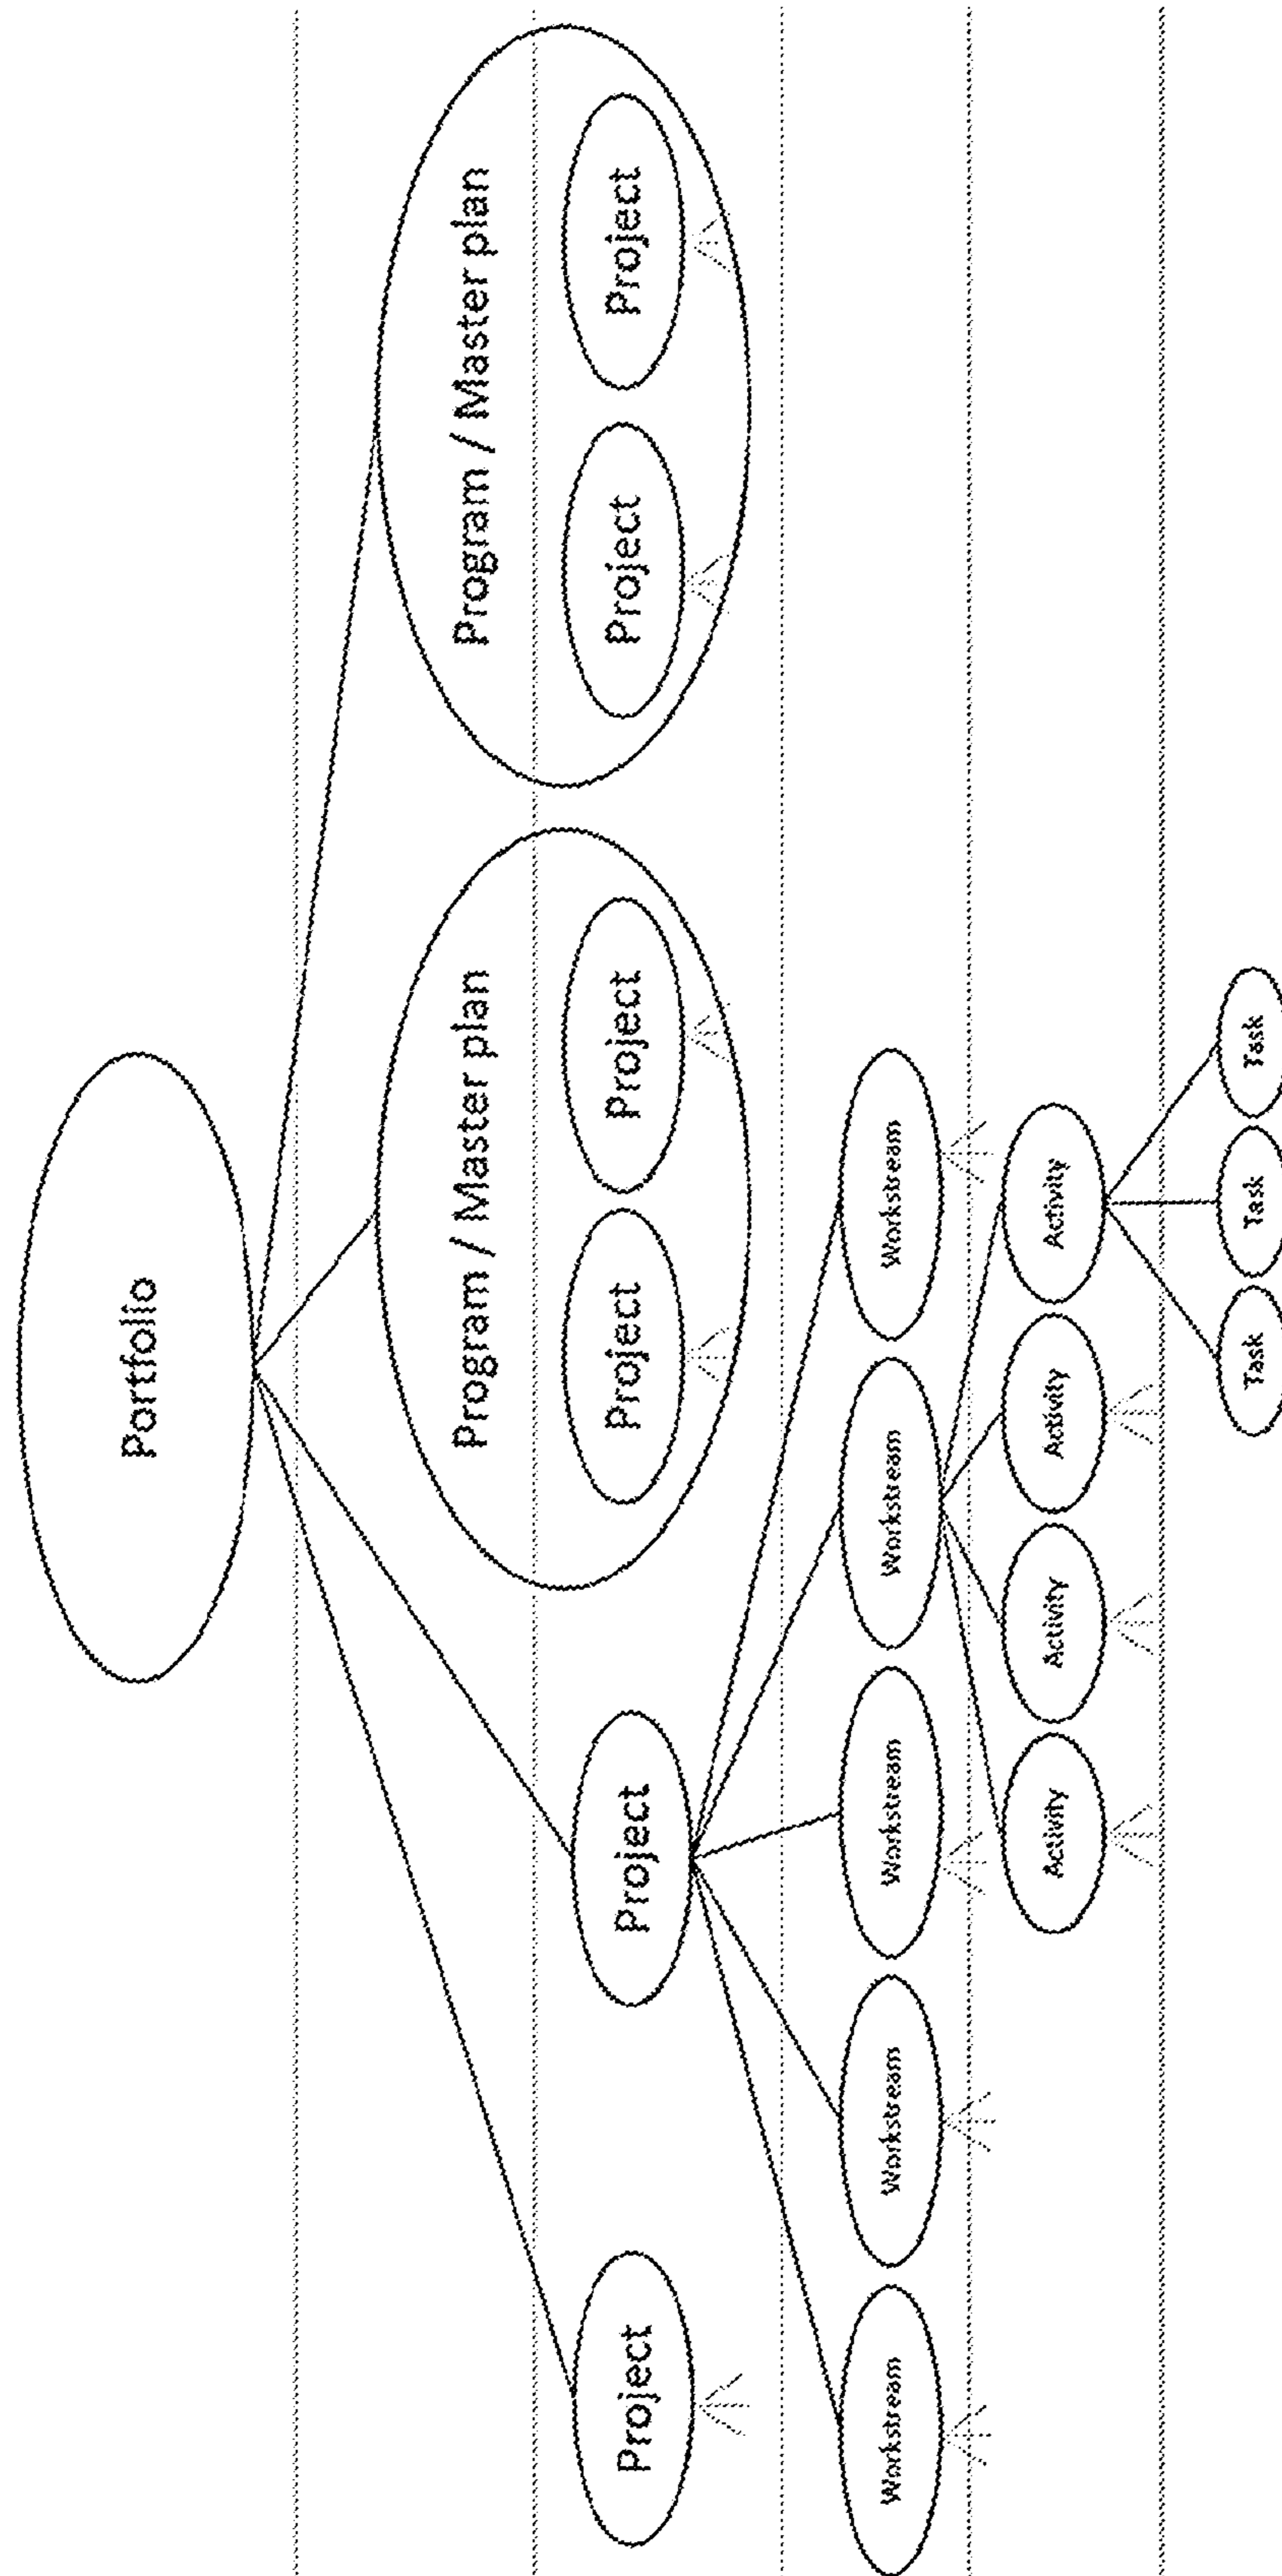 Portfolio
Program / Master plan
Program / Master plan
Project
Project
Project
Project
Project
Project
Workstream
Workstream
Workstream
Workstream
Workstream
Activity
Activity
Activity
Activity
Task
Task
Task